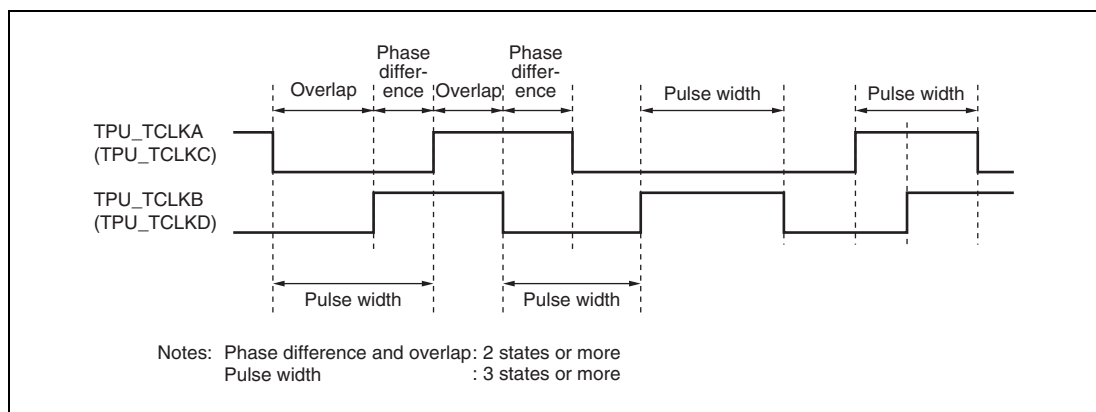 Phase
differ-
ence
Phase
differ-
ence
Overlap
Overlap
Pulse width
Pulse width
TPU_TCLKA
(TPU_TCLKC)
TPU_TCLKB
(TPU_TCLKD)
Pulse width
Pulse width
Notes: Phase difference and overlap : 2 states or more
Pulse width : 3 states or more